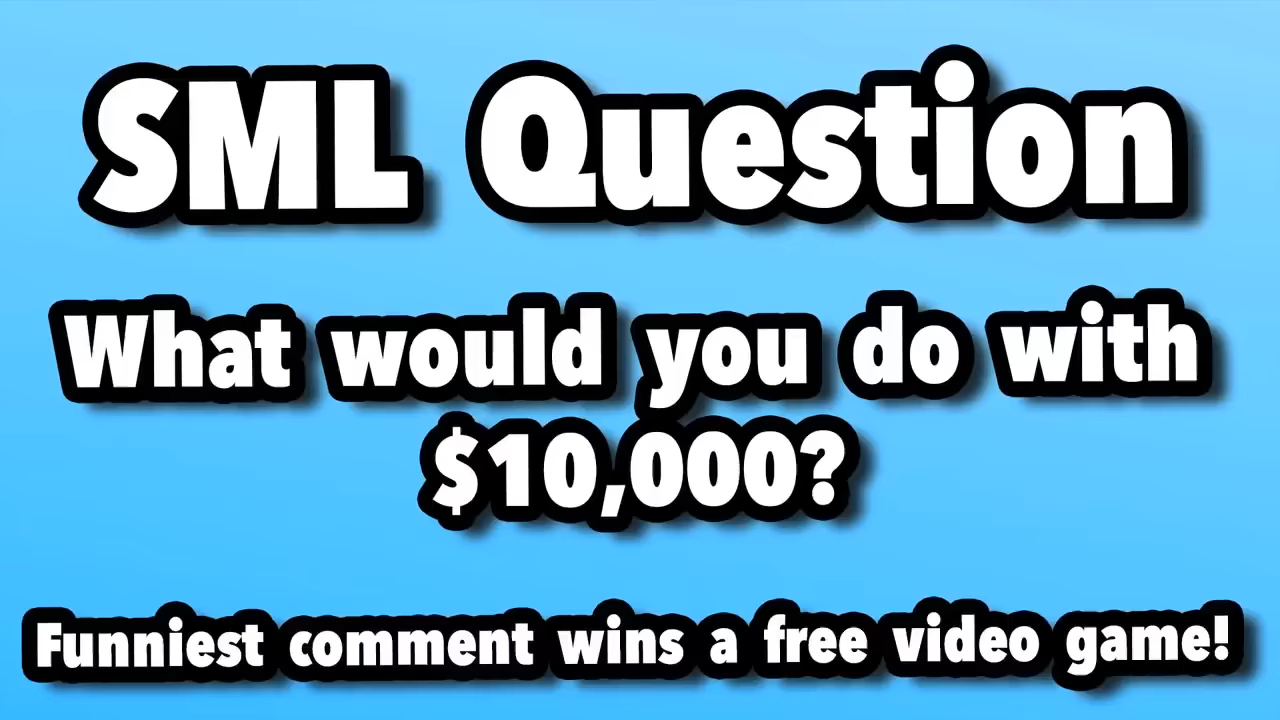 SML Question
What would you do with
$10,000?
Funniest comment wins a free video game!